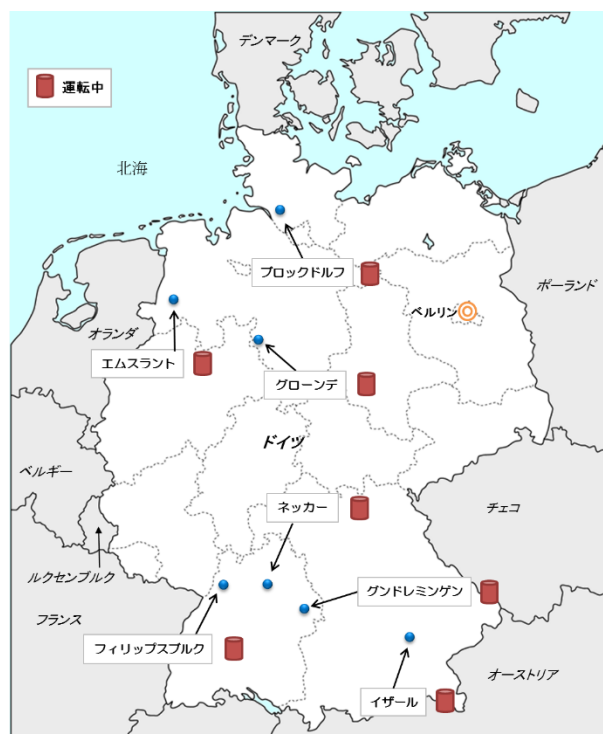 デンマーク
運転中
北海
ブロックドルフ
ポーランド
ベルリン
オランダ
エムスラント
グローンデ
ドイツ
ベルギー
ネッカー
チェコ
ルクセンブルク
グンドレミンゲン
フランス
フィリップスブルク
オーストリア
イザール